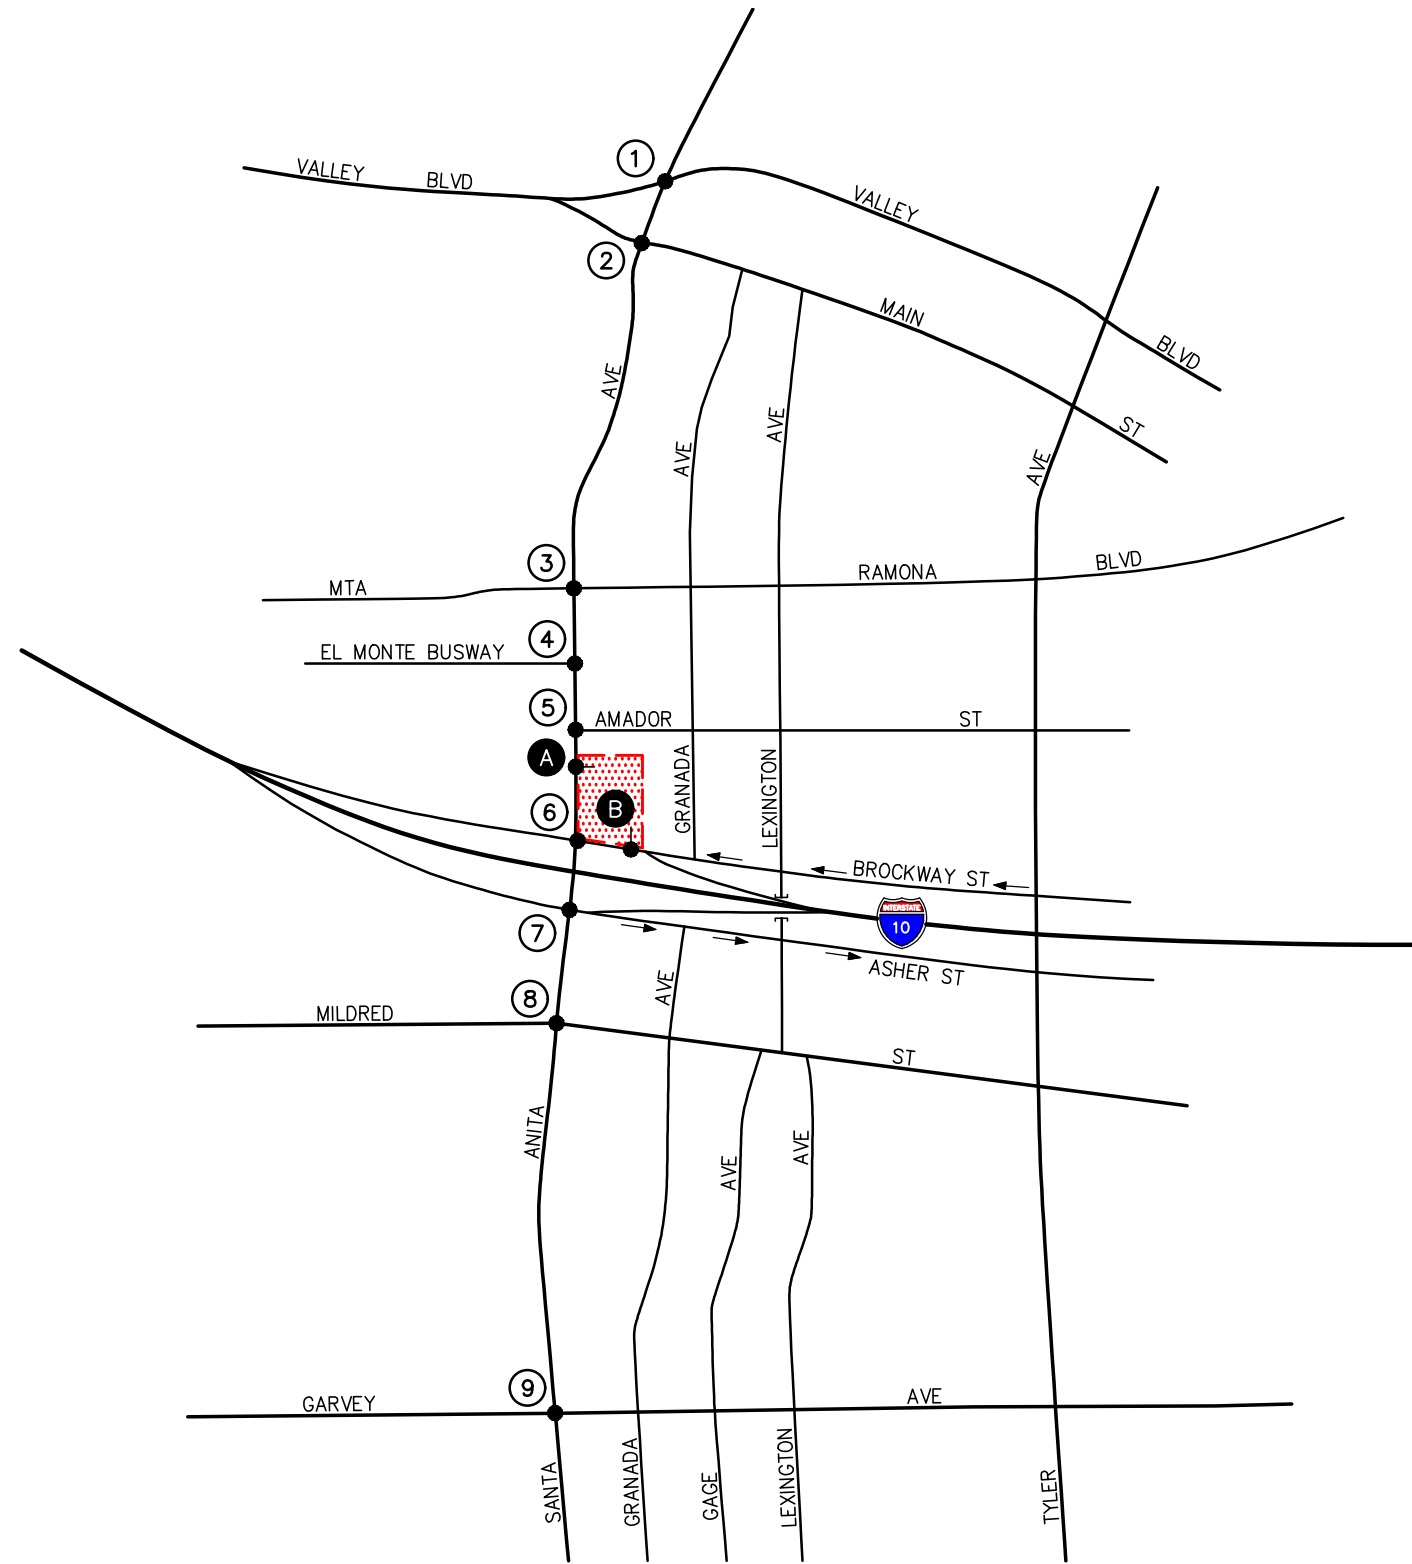 1
VALLEY
BLVD
VALLEY
2
MAIN
BLVD
AVE
AVE
ST
AVE
AVE
3
BLVD
RAMONA
MTA
4
EL MONTE BUSWAY
5
AMADOR
ST
A
GRANADA
LEXINGTON
6
B
BROCKWAY ST
INTERSTATE
10
7
ASHER ST
AVE
8
MILDRED
ST
ANITA
AVE
AVE
9
GARVEY
AVE
SANTA
GRANADA
GAGE
LEXINGTON
TYLER